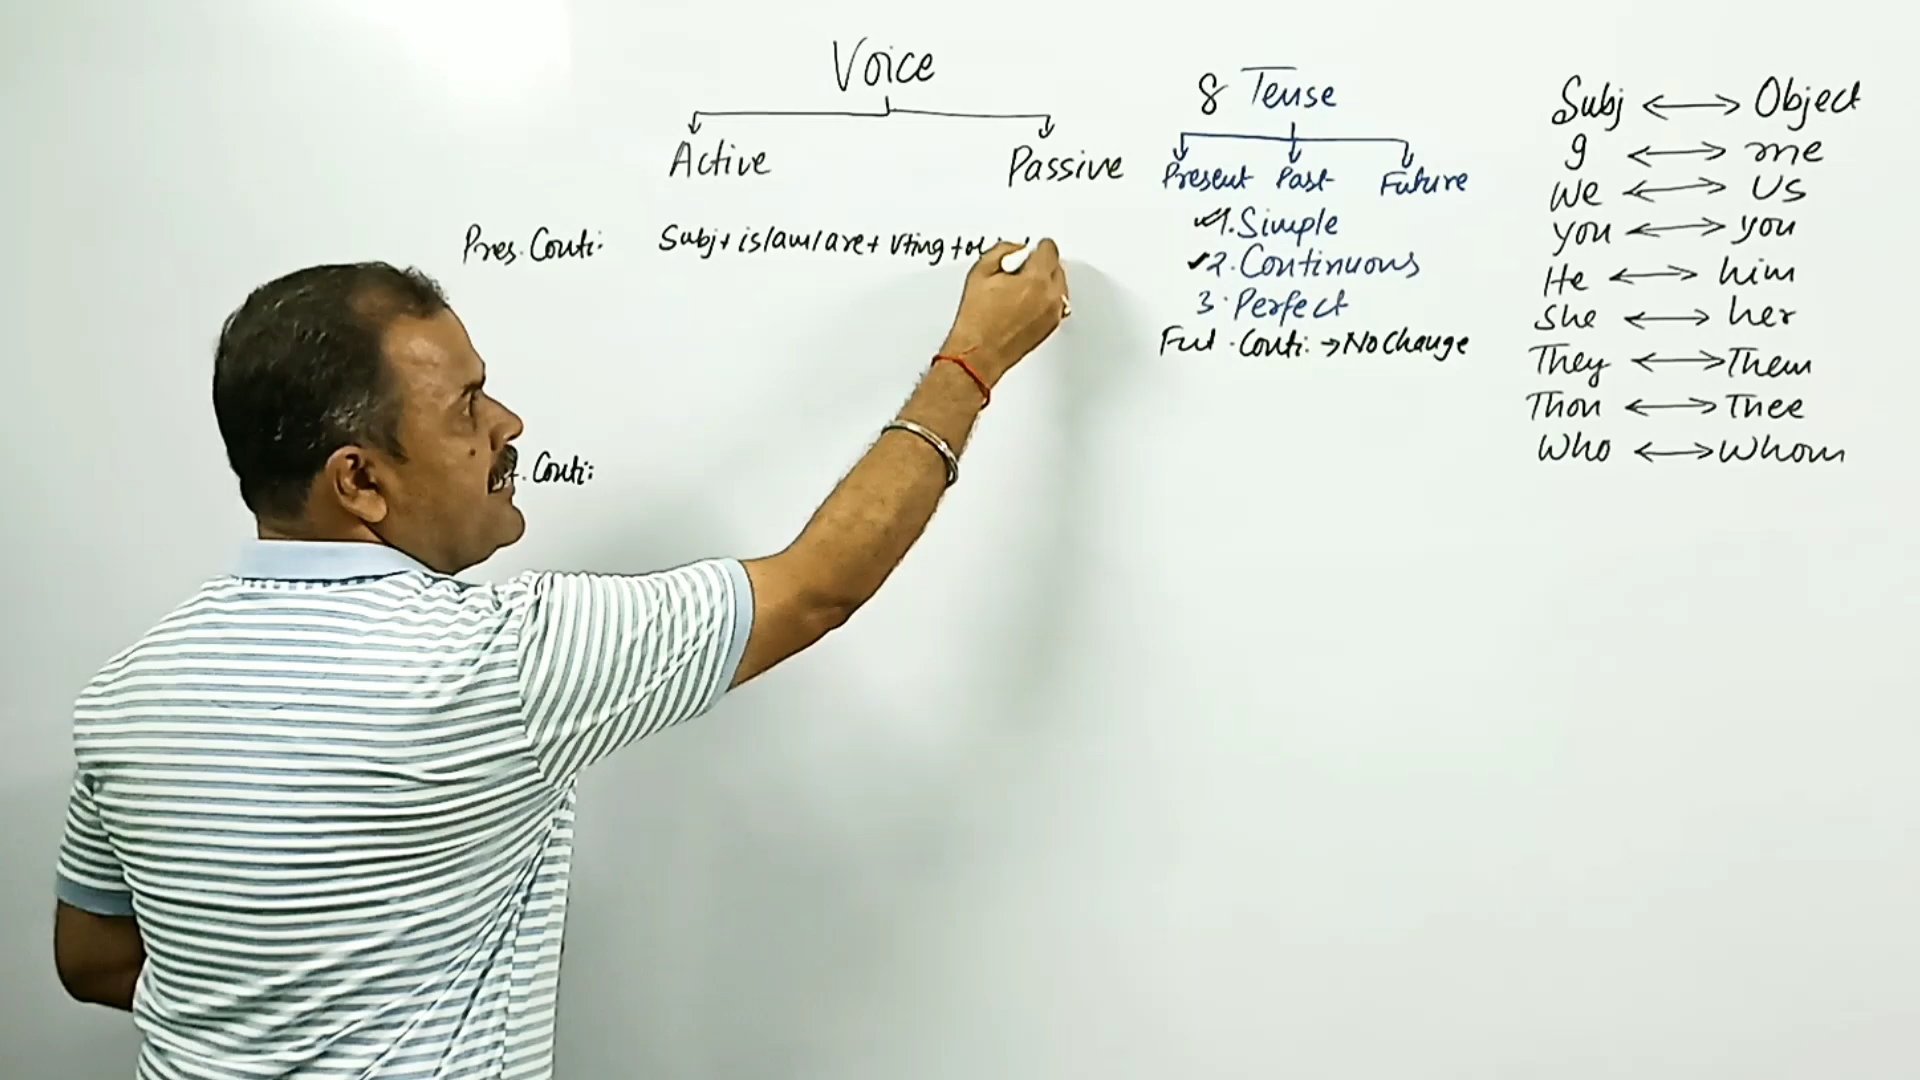 Voice
Active Passive
Pres. Conti: Subj+ is/am/are+ V+ing +
Conti:
8 Tense
Present Past Future
1. Simple
2. Continuous
3. Perfect
Fut. Conti: → No Change
Subj ↔ Object
I ↔ me
We ↔ Us
you ↔ you
He ↔ him
She ↔ her
They ↔ Them
Thou ↔ Thee
Who ↔ Whom